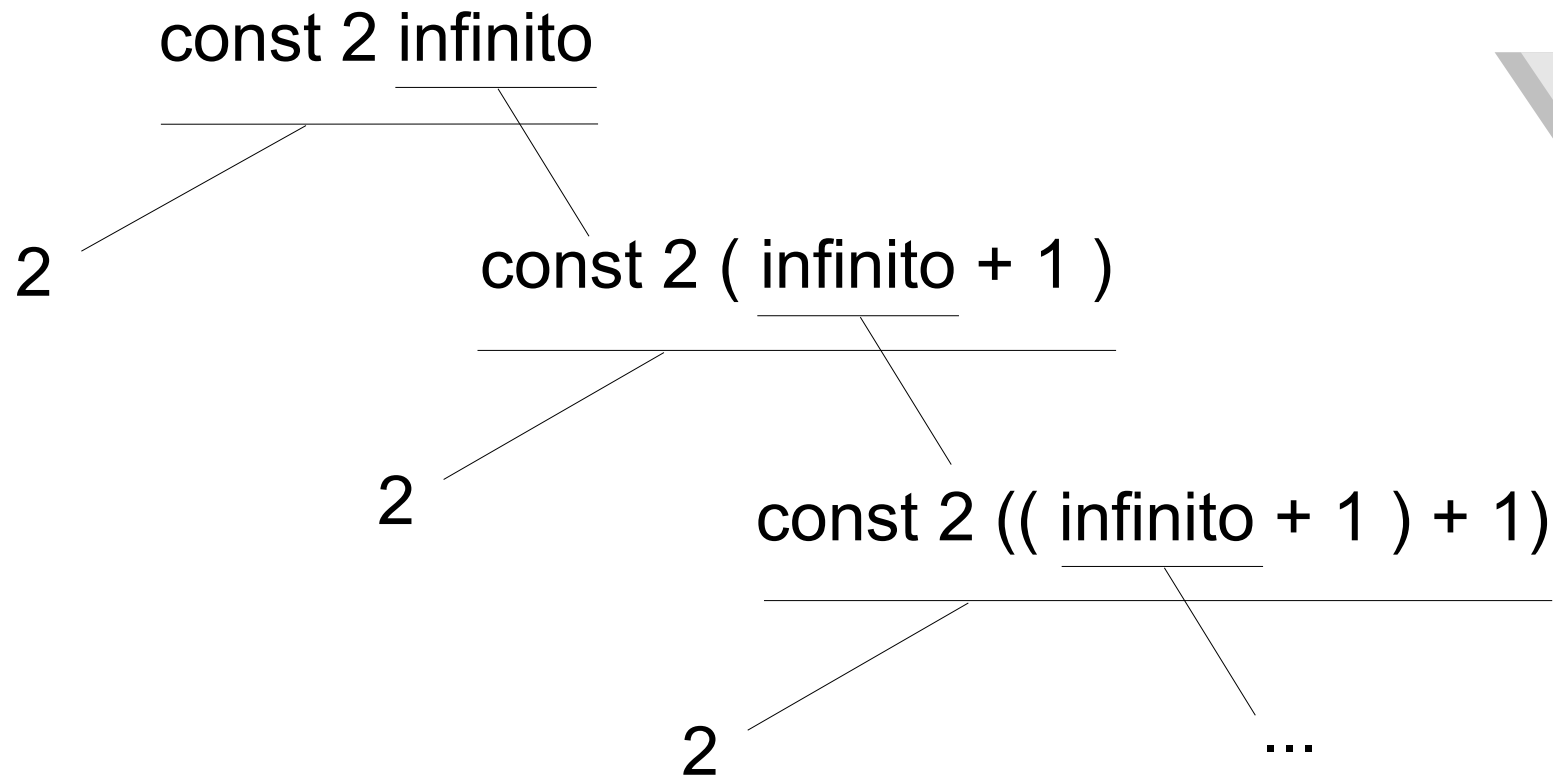 const 2 infinito
2
const 2 ( infinito + 1 )
2
const 2 (( infinito + 1 ) + 1)
2
...